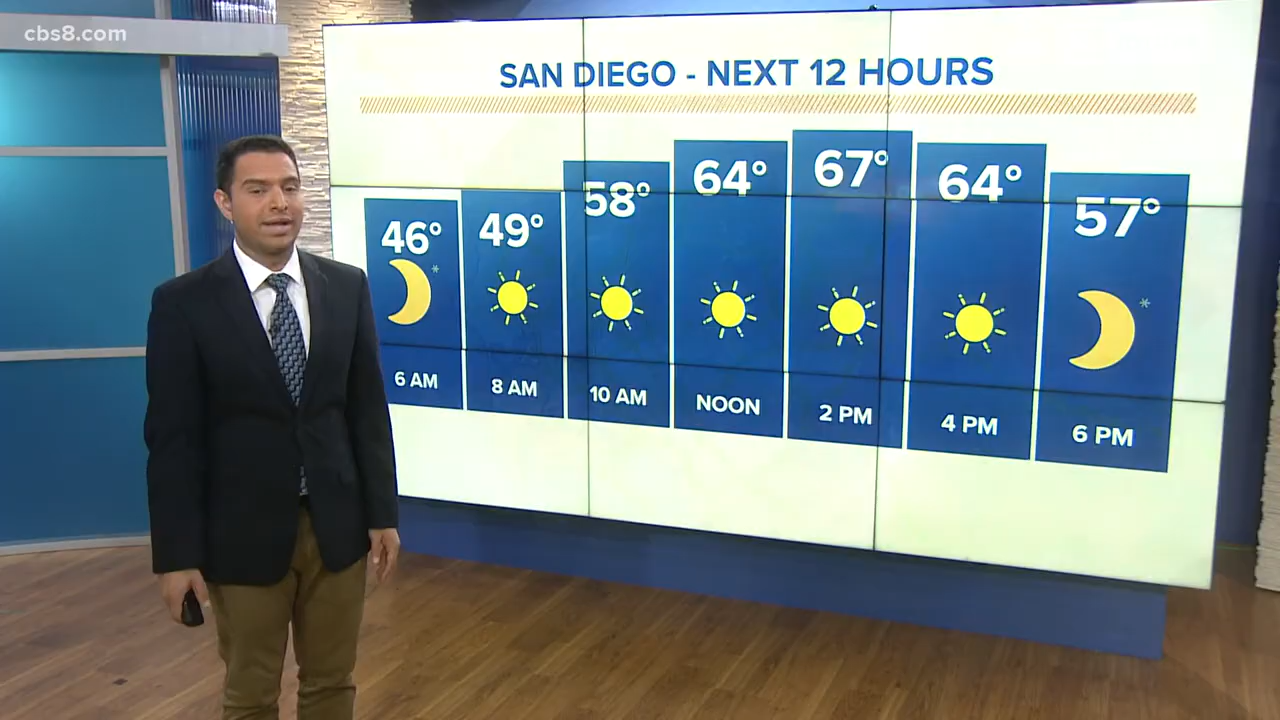 cbs8.com
SAN DIEGO - NEXT 12 HOURS
46° 49° 58° 64° 67° 64° 57°
6 AM 8 AM 10 AM NOON 2 PM 4 PM 6 PM